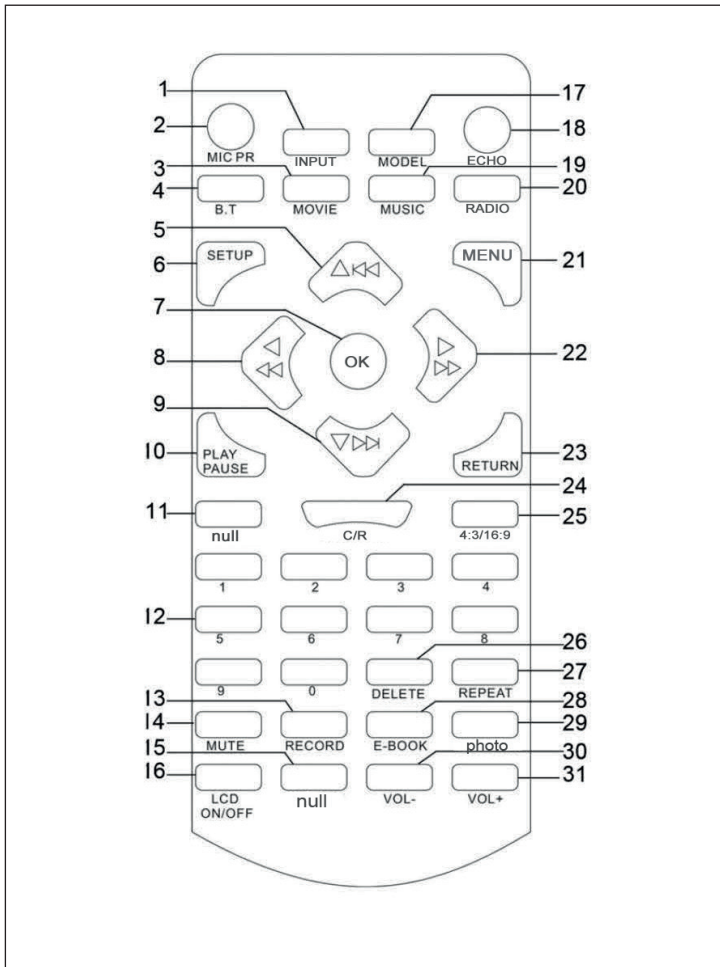 1 17
2 18
MIC PR INPUT MODEL ECHO
3 19
4 20
B.T MOVIE MUSIC RADIO
5
6 SETUP MENU 21
7
8 OK 22
9
10 PLAY PAUSE RETURN 23
24
11 25
null C/R 4:3/16:9
1 2 3 4
12
5 6 7 8
26
27
9 0 DELETE REPEAT
13 28
14 29
MUTE RECORD E-BOOK photo
15 30
16 31
LCD ON/OFF null VOL- VOL+